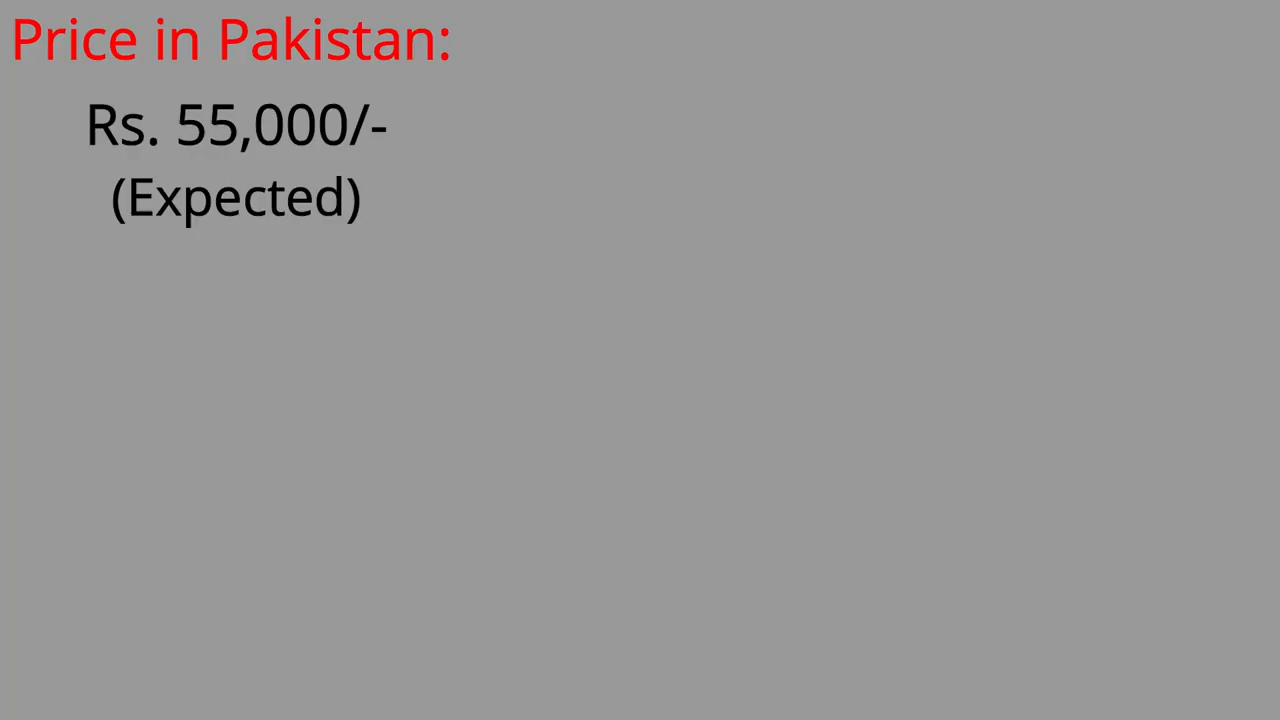 Price in Pakistan:
Rs. 55,000/-
(Expected)